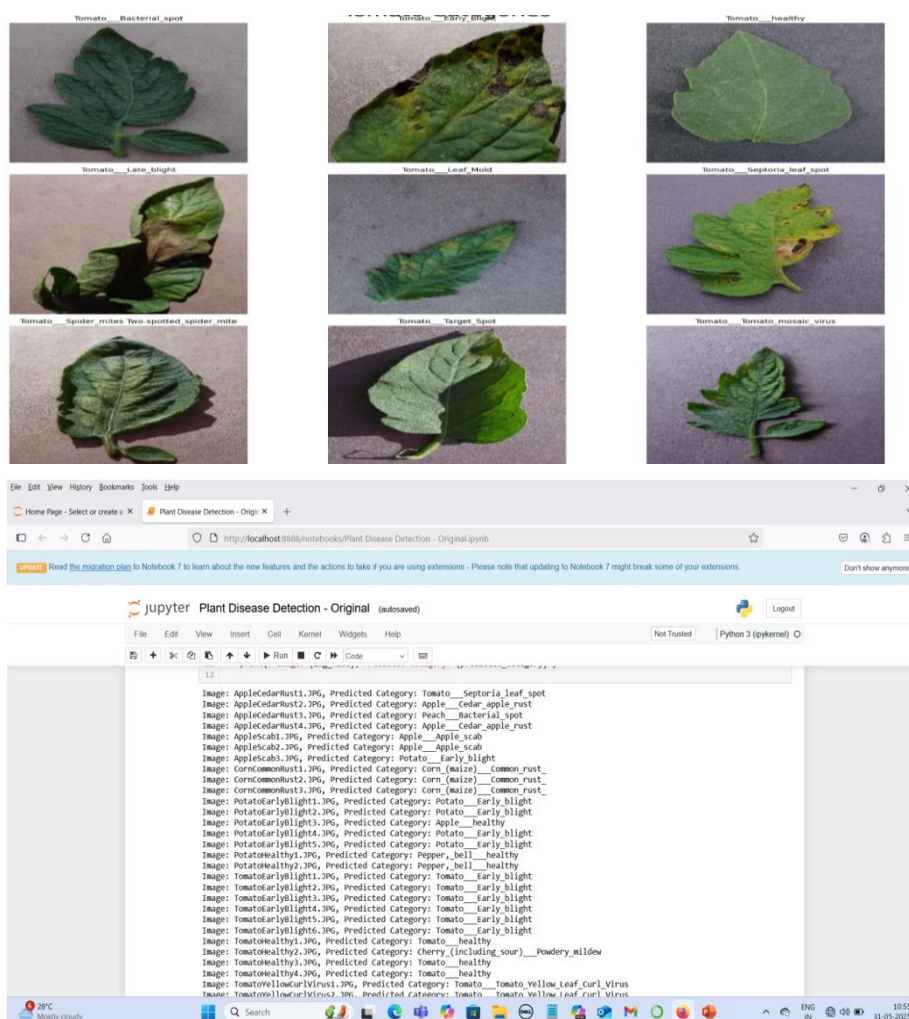 Tomato___Bacterial_spot
Tomato___Early_blight
Tomato___healthy
Tomato___Late_blight
Tomato___Leaf_Mold
Tomato___Septoria_leaf_spot
Tomato___Spider_mites Two-spotted_spider_mite
Tomato___Target_Spot
Tomato___Tomato_mosaic_virus
File Edit View History Bookmarks Tools Help
Home Page - Select or create a
Plant Disease Detection - Origin
http://localhost:8888/notebooks/Plant Disease Detection - Original.ipynb
UPDATE Read the migration plan to Notebook 7 to learn about the new features and the actions to take if you are using extensions - Please note that updating to Notebook 7 might break some of your extensions. Don't show anymore
jupyter Plant Disease Detection - Original (autosaved) Logout
File Edit View Insert Cell Kernel Widgets Help Not Trusted Python 3 (ipykernel)
Run Code
12
Image: AppleCedarRust1.JPG, Predicted Category: Tomato___Septoria_leaf_spot
Image: AppleCedarRust2.JPG, Predicted Category: Apple___Cedar_apple_rust
Image: AppleCedarRust3.JPG, Predicted Category: Peach___Bacterial_spot
Image: AppleCedarRust4.JPG, Predicted Category: Apple___Cedar_apple_rust
Image: AppleScab1.JPG, Predicted Category: Apple___Apple_scab
Image: AppleScab2.JPG, Predicted Category: Apple___Apple_scab
Image: AppleScab3.JPG, Predicted Category: Potato___Early_blight
Image: CornCommonRust1.JPG, Predicted Category: Corn_(maize)___Common_rust_
Image: CornCommonRust2.JPG, Predicted Category: Corn_(maize)___Common_rust_
Image: CornCommonRust3.JPG, Predicted Category: Corn_(maize)___Common_rust_
Image: PotatoEarlyBlight1.JPG, Predicted Category: Potato___Early_blight
Image: PotatoEarlyBlight2.JPG, Predicted Category: Potato___Early_blight
Image: PotatoEarlyBlight3.JPG, Predicted Category: Apple___healthy
Image: PotatoEarlyBlight4.JPG, Predicted Category: Potato___Early_blight
Image: PotatoEarlyBlight5.JPG, Predicted Category: Potato___Early_blight
Image: PotatoHealthy1.JPG, Predicted Category: Pepper,_bell___healthy
Image: PotatoHealthy2.JPG, Predicted Category: Pepper,_bell___healthy
Image: TomatoEarlyBlight1.JPG, Predicted Category: Tomato___Early_blight
Image: TomatoEarlyBlight2.JPG, Predicted Category: Tomato___Early_blight
Image: TomatoEarlyBlight3.JPG, Predicted Category: Tomato___Early_blight
Image: TomatoEarlyBlight4.JPG, Predicted Category: Tomato___Early_blight
Image: TomatoEarlyBlight5.JPG, Predicted Category: Tomato___Early_blight
Image: TomatoEarlyBlight6.JPG, Predicted Category: Tomato___Early_blight
Image: TomatoHealthy1.JPG, Predicted Category: Tomato___healthy
Image: TomatoHealthy2.JPG, Predicted Category: Cherry_(including_sour)___Powdery_mildew
Image: TomatoHealthy3.JPG, Predicted Category: Tomato___healthy
Image: TomatoHealthy4.JPG, Predicted Category: Tomato___healthy
Image: TomatoYellowCurlVirus1.JPG, Predicted Category: Tomato___Tomato_Yellow_Leaf_Curl_Virus
Image: TomatoYellowCurlVirus2.JPG, Predicted Category: Tomato___Tomato_Yellow_Leaf_Curl_Virus
28°C
Mostly cloudy
Search
ENG
IN
10:55
31-05-2025